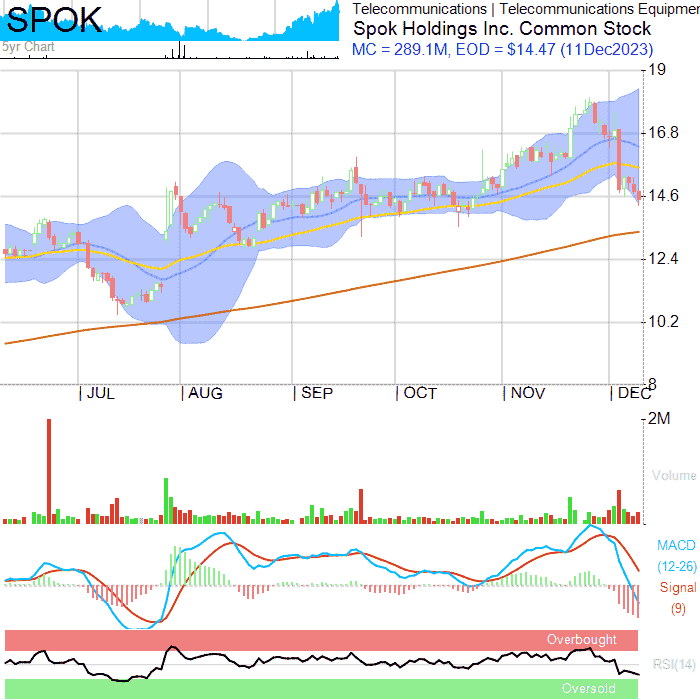 SPOK
5yr Chart
Telecommunications | Telecommunications Equipmen
Spok Holdings Inc. Common Stock
MC = 289.1M, EOD = $14.47 (11Dec2023)
19
16.8
14.6
12.4
10.2
8
JUL
AUG
SEP
OCT
NOV
DEC
2M
Volume
MACD
(12-26)
Signal
(9)
Overbought
RSI(14)
Oversold